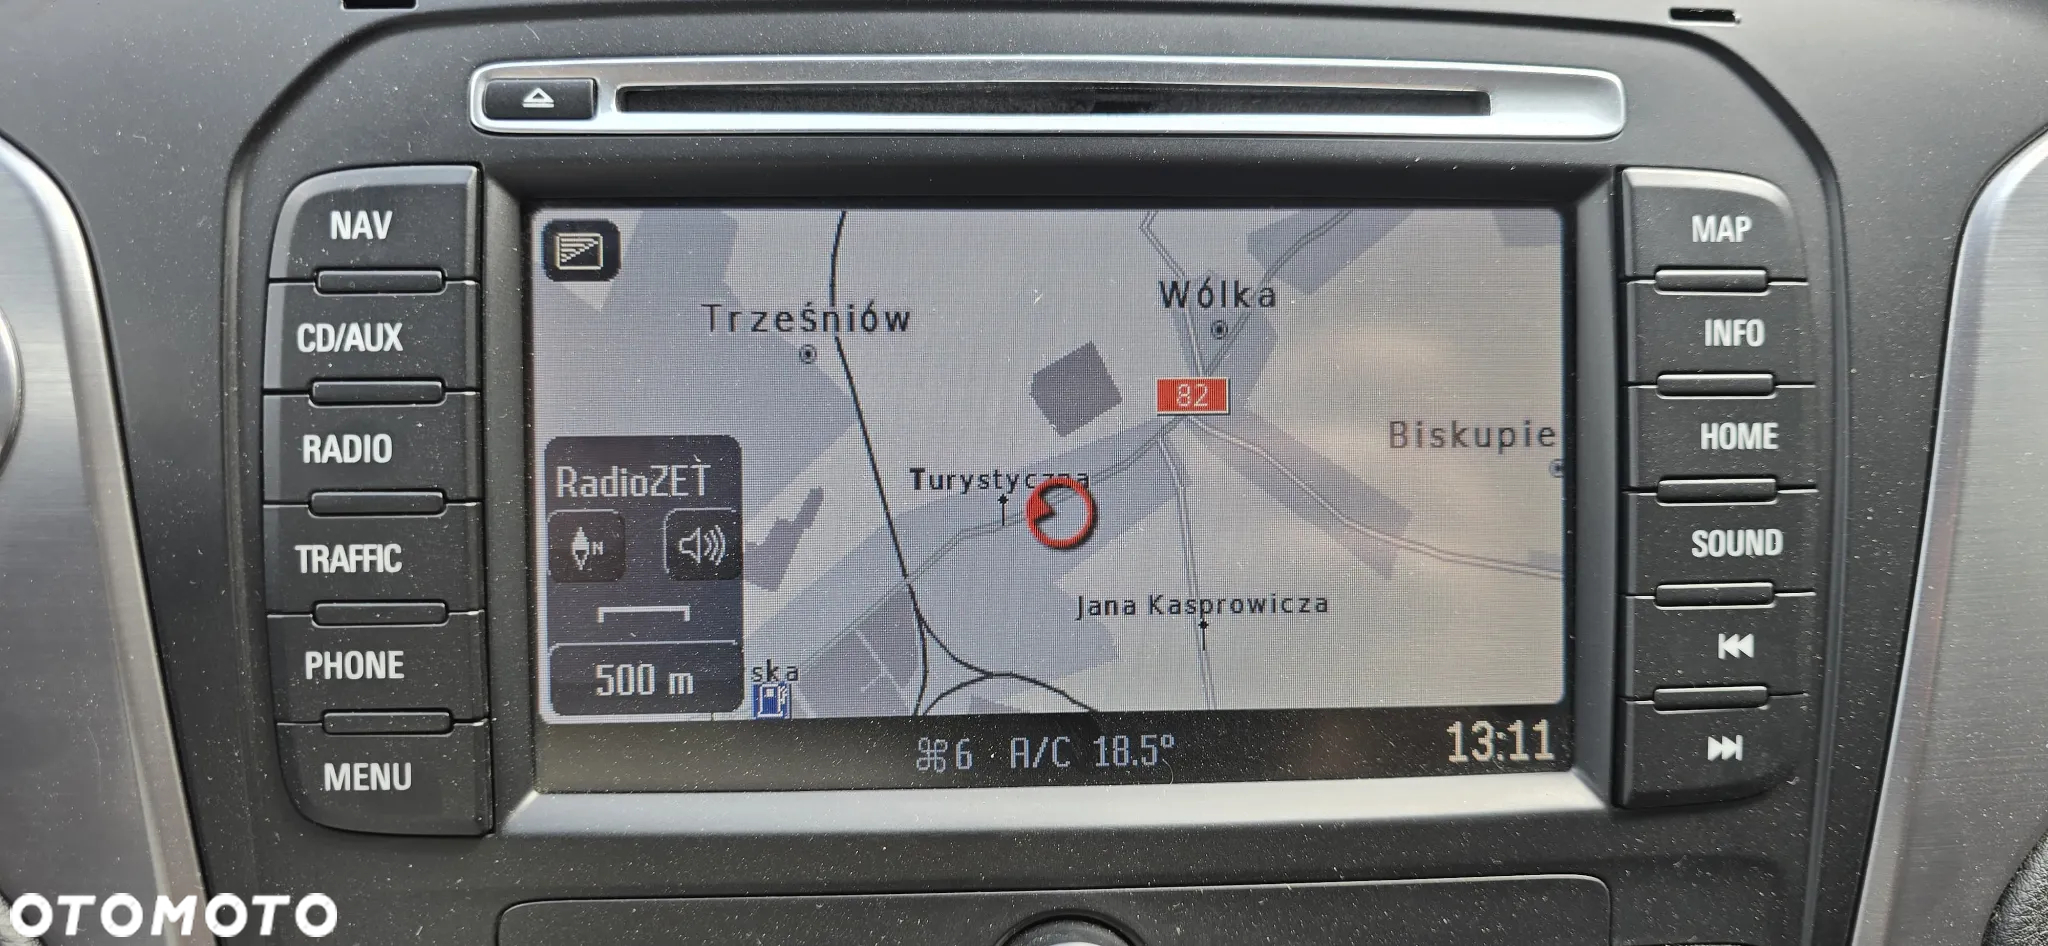 NAV
CD/AUX
RADIO
TRAFFIC
PHONE
MENU
Trześniów
Wólka
82
Biskupie
Turystyczna
RadioZET
N
Jana Kasprowicza
ska
500 m
6 · A/C 18.5°
13:11
MAP
INFO
HOME
SOUND
OTOMOTO